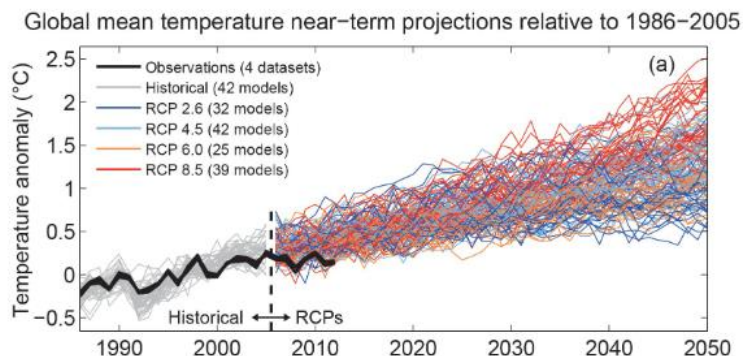 Global mean temperature near-term projections relative to 1986-2005
(a)
Observations (4 datasets)
Historical (42 models)
RCP 2.6 (32 models)
RCP 4.5 (42 models)
RCP 6.0 (25 models)
RCP 8.5 (39 models)
Temperature anomaly (°C)
2.5
2
1.5
1
0.5
0
−0.5
Historical
RCPs
1990
2000
2010
2020
2030
2040
2050